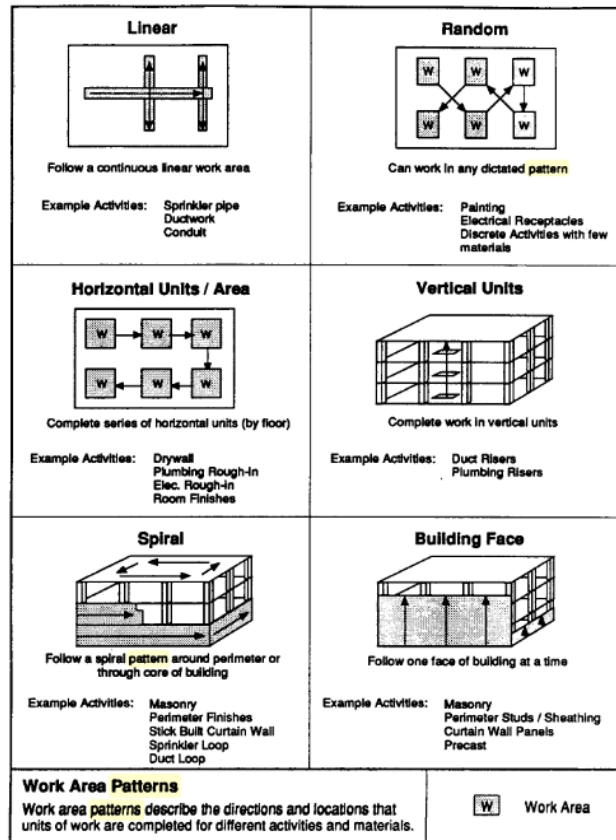 Linear
Follow a continuous linear work area
Example Activities: Sprinkler pipe
Ductwork
Conduit
Random
W W W
W W W
Can work in any dictated pattern
Example Activities: Painting
Electrical Receptacles
Discrete Activities with few
materials
Horizontal Units / Area
W W W
W W W
Complete series of horizontal units (by floor)
Example Activities: Drywall
Plumbing Rough-in
Elec. Rough-in
Room Finishes
Vertical Units
Complete work in vertical units
Example Activities: Duct Risers
Plumbing Risers
Spiral
Follow a spiral pattern around perimeter or
through core of building
Example Activities: Masonry
Perimeter Finishes
Stick Built Curtain Wall
Sprinkler Loop
Duct Loop
Building Face
Follow one face of building at a time
Example Activities: Masonry
Perimeter Studs / Sheathing
Curtain Wall Panels
Precast
Work Area Patterns
Work area patterns describe the directions and locations that
units of work are completed for different activities and materials.
W Work Area